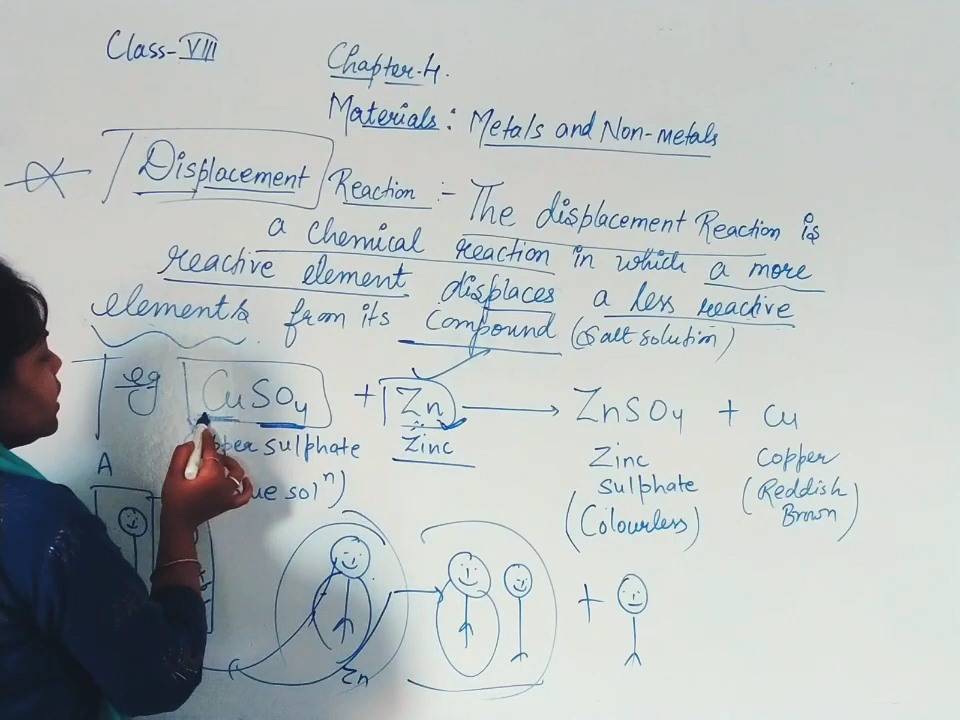 Class-VIII
Chapter-4.
Materials: Metals and Non-metals
Displacement Reaction:- The displacement Reaction is
a chemical reaction in which a more
reactive element displaces a less reactive
elements from its compound (Salt solution)
eg CuSO4 + Zn → ZnSO4 + Cu
sulphate Zinc Zinc Copper
sulphate (Reddish
A soln) (Colourless) Brown)
+
Zn